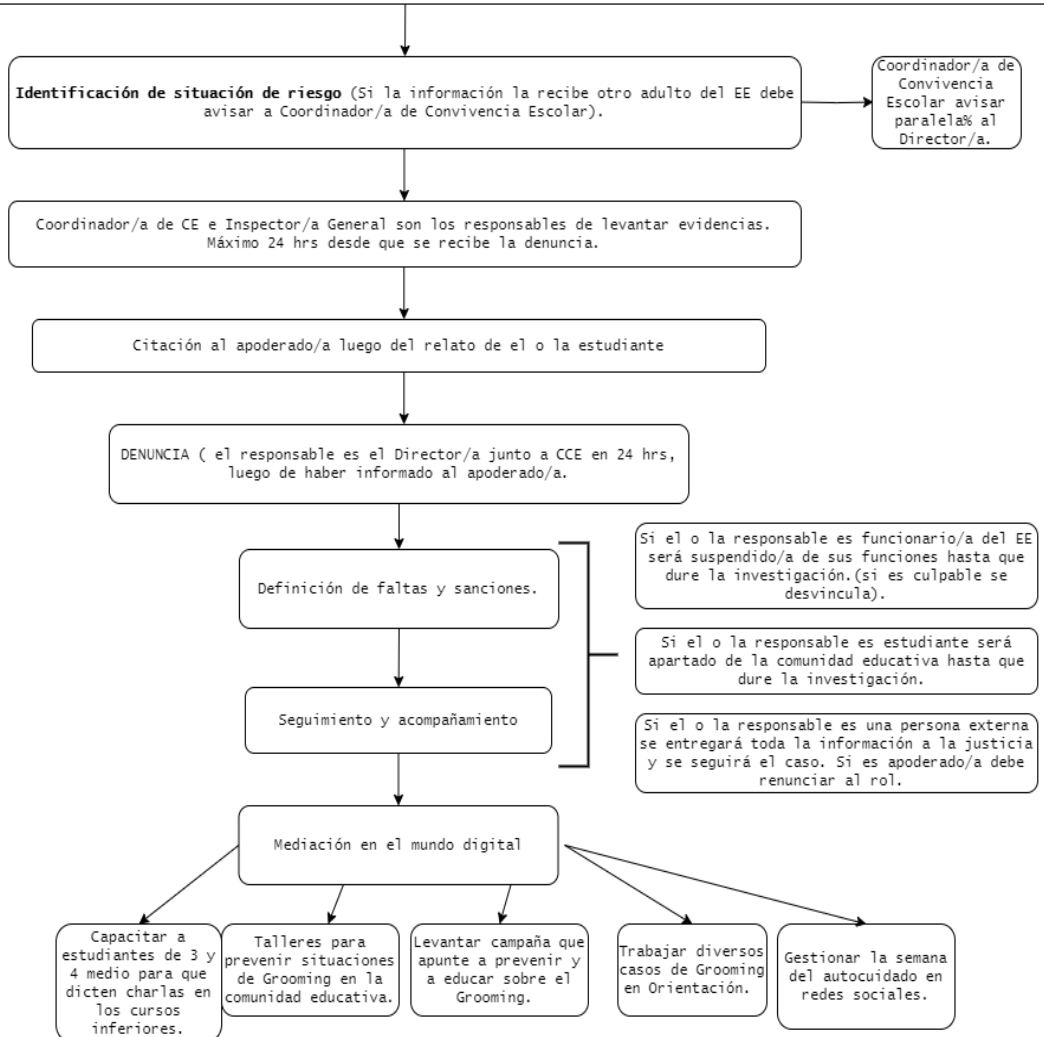 Identificación de situación de riesgo (Si la información la recibe otro adulto del EE debe
avisar a Coordinador/a de Convivencia Escolar).
Coordinador/a de
Convivencia
Escolar avisar
paralela% al
Director/a.
Coordinador/a de CE e Inspector/a General son los responsables de levantar evidencias.
Máximo 24 hrs desde que se recibe la denuncia.
Citación al apoderado/a luego del relato de el o la estudiante
DENUNCIA ( el responsable es el Director/a junto a CCE en 24 hrs,
luego de haber informado al apoderado/a.
Definición de faltas y sanciones.
Seguimiento y acompañamiento
Si el o la responsable es funcionario/a del EE
será suspendido/a de sus funciones hasta que
dure la investigación.(si es culpable se
desvincula).
Si el o la responsable es estudiante será
apartado de la comunidad educativa hasta que
dure la investigación.
Si el o la responsable es una persona externa
se entregará toda la información a la justicia
y se seguirá el caso. Si es apoderado/a debe
renunciar al rol.
Mediación en el mundo digital
Capacitar a
estudiantes de 3 y
4 medio para que
dicten charlas en
los cursos
inferiores.
Talleres para
prevenir situaciones
de Grooming en la
comunidad educativa.
Levantar campaña que
apunte a prevenir y
a educar sobre el
Grooming.
Trabajar diversos
casos de Grooming
en Orientación.
Gestionar la semana
del autocuidado en
redes sociales.